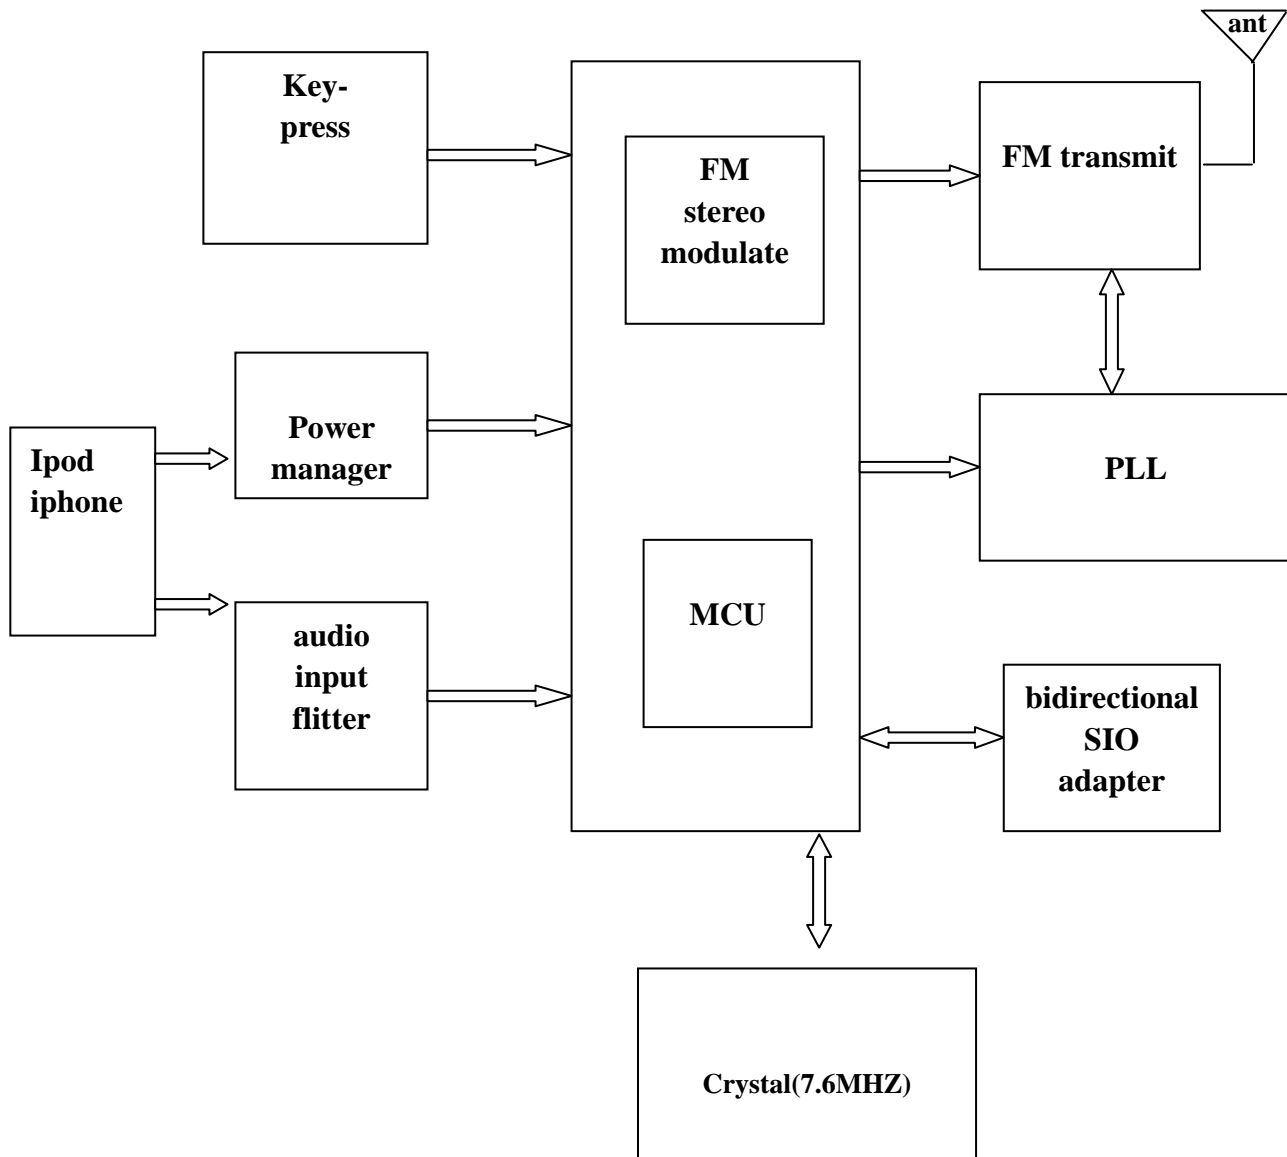 ant
Key-
press
FM
stereo
modulate
FM transmit
Power
manager
Ipod
iphone
PLL
audio
input
flitter
MCU
bidirectional
SIO
adapter
Crystal(7.6MHZ)